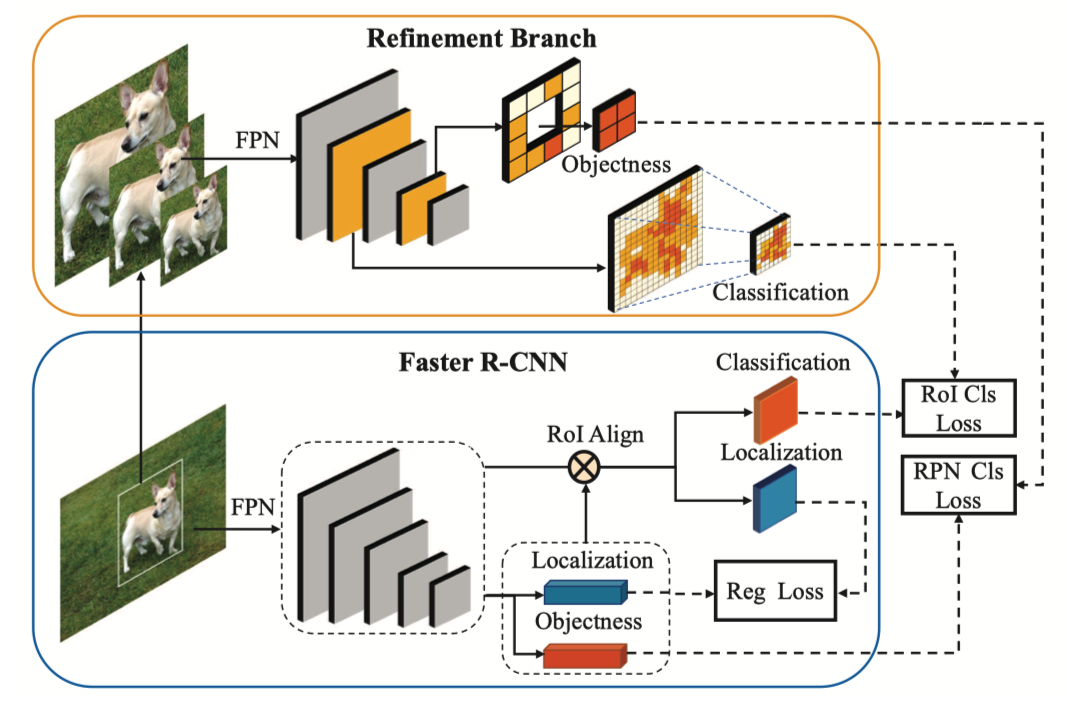 Refinement Branch
FPN
Objectness
Classification
Faster R-CNN
Classification
RoI Align
Localization
FPN
Localization
Objectness
Reg Loss
RoI Cls
Loss
RPN Cls
Loss